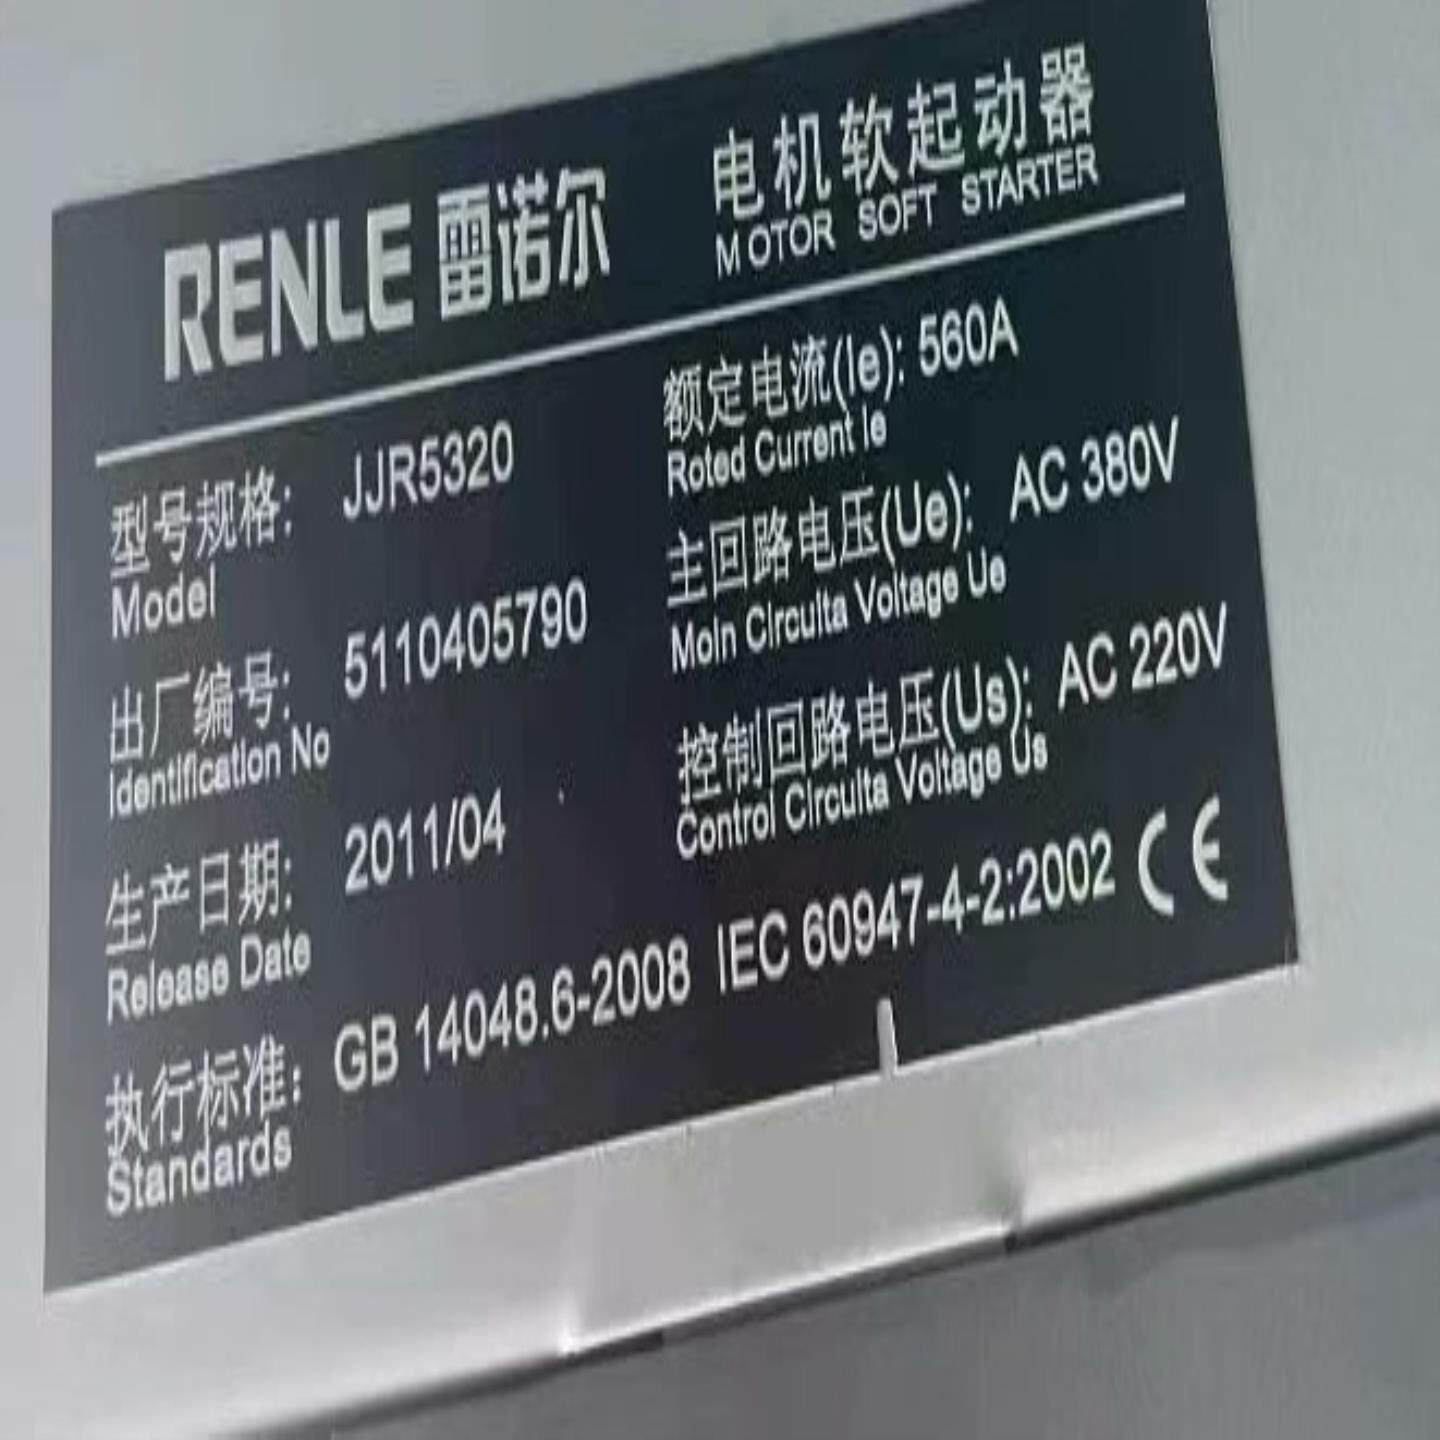 RENLE 雷诺尔
电机软起动器
MOTOR SOFT STARTER
型号规格: JJR5320
Model
出厂编号: 5110405790
Identification No
生产日期: 2011/04
Release Date
额定电流(Ie): 560A
Roted Current Ie
主回路电压(Ue): AC 380V
Moin Circuita Voltage Ue
控制回路电压(Us): AC 220V
Control Circuita Voltage Us
执行标准: GB 14048.6-2008 IEC 60947-4-2:2002 CE
Standards